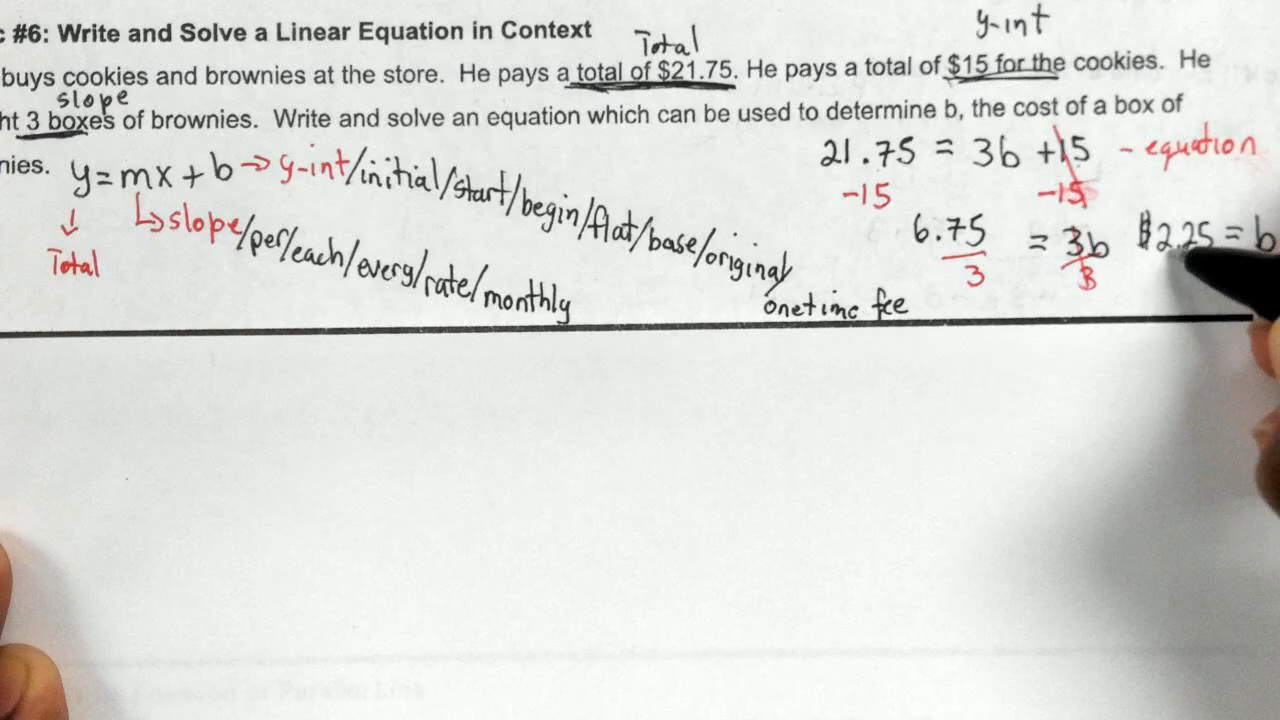 #6: Write and Solve a Linear Equation in Context
Total
y-int
buys cookies and brownies at the store. He pays a total of $21.75. He pays a total of $15 for the cookies. He
slope
ht 3 boxes of brownies. Write and solve an equation which can be used to determine b, the cost of a box of
nies.
y=mx+b → y-int/initial/start/begin/flat/base/original/
onetime fee
↓
Total
↳ slope/per/each/every/rate/monthly
21.75 = 3b +15 - equation
-15 -15
6.75 = 3b $2.25 = b
3 3